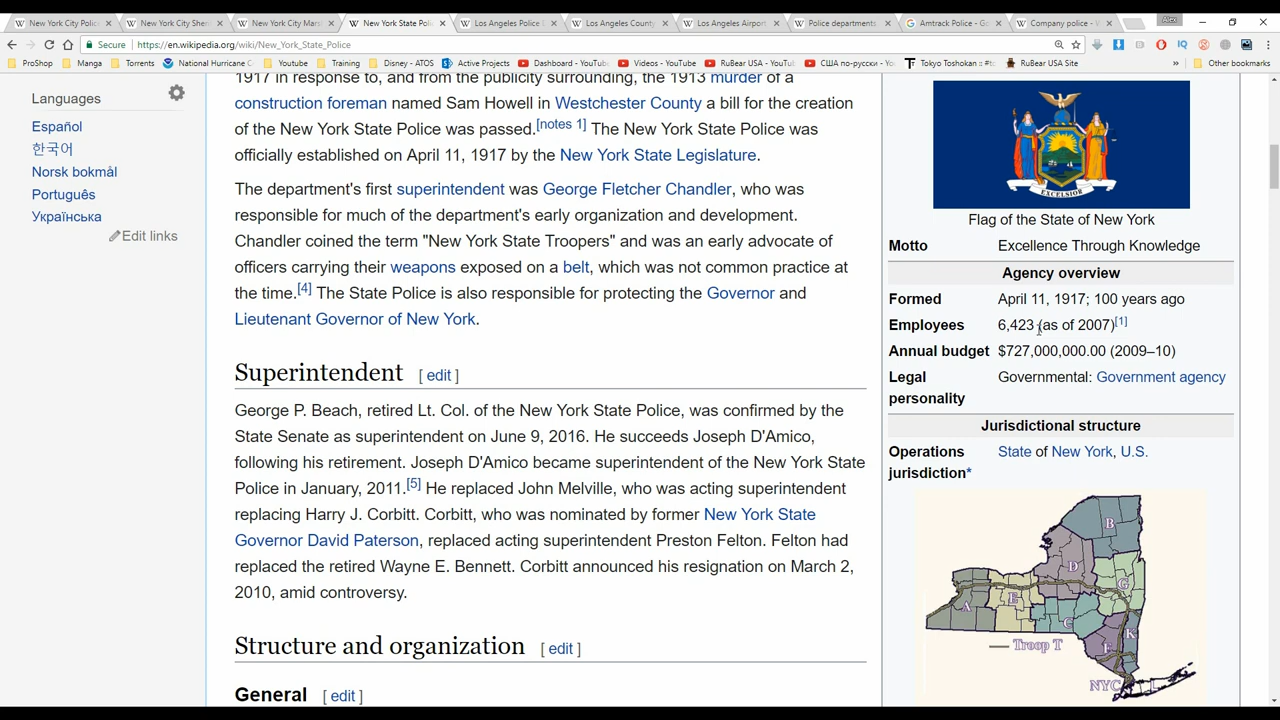 New York City Polic
New York City Sher
New York City Mars
New York State Poli
Los Angeles Police
Los Angeles County
Los Angeles Airport
Police departments
Amtrack Police - Go
Company police - W
Alex
Secure https://en.wikipedia.org/wiki/New_York_State_Police
ProShop Manga Torrents National Hurricane C Youtube Training Disney - ATOS Active Projects Dashboard - YouTube Videos - YouTube RuBear USA - YouTu США по-русски - Yo Tokyo Toshokan :: #to RuBear USA Site » Other bookmarks
Languages
Español
한국어
Norsk bokmål
Português
Українська
Edit links
1917 in response to, and from the publicity surrounding, the 1913 murder of a
construction foreman named Sam Howell in Westchester County a bill for the creation
of the New York State Police was passed.[notes 1] The New York State Police was
officially established on April 11, 1917 by the New York State Legislature.
The department's first superintendent was George Fletcher Chandler, who was
responsible for much of the department's early organization and development.
Chandler coined the term "New York State Troopers" and was an early advocate of
officers carrying their weapons exposed on a belt, which was not common practice at
the time.[4] The State Police is also responsible for protecting the Governor and
Lieutenant Governor of New York.
Superintendent [ edit ]
George P. Beach, retired Lt. Col. of the New York State Police, was confirmed by the
State Senate as superintendent on June 9, 2016. He succeeds Joseph D'Amico,
following his retirement. Joseph D'Amico became superintendent of the New York State
Police in January, 2011.[5] He replaced John Melville, who was acting superintendent
replacing Harry J. Corbitt. Corbitt, who was nominated by former New York State
Governor David Paterson, replaced acting superintendent Preston Felton. Felton had
replaced the retired Wayne E. Bennett. Corbitt announced his resignation on March 2,
2010, amid controversy.
Structure and organization [ edit ]
General [ edit ]
EXCELSIOR
Flag of the State of New York
Motto Excellence Through Knowledge
Agency overview
Formed April 11, 1917; 100 years ago
Employees 6,423 (as of 2007)[1]
Annual budget $727,000,000.00 (2009–10)
Legal Governmental: Government agency
personality
Jurisdictional structure
Operations State of New York, U.S.
jurisdiction*
B
D
G
A
E
C
K
F
Troop T
NYC
L